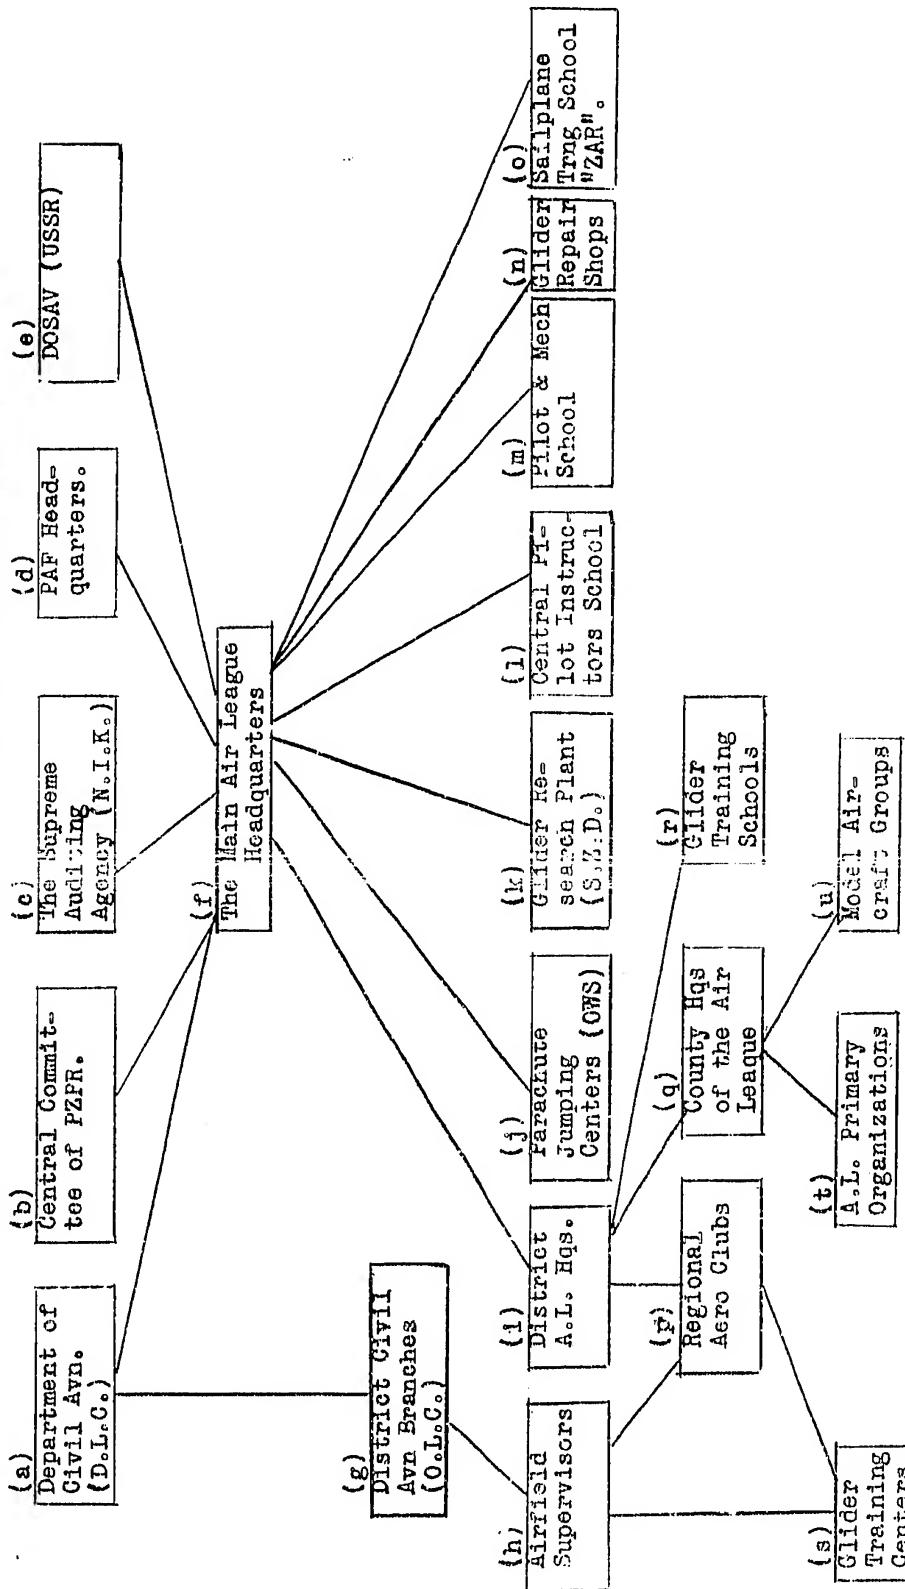 (a)
Department of
Civil Avn.
(D.L.C.)
(b)
Central Commit-
tee of PZPR.
(c)
The Supreme
Auditing
Agency (N.I.K.)
(d)
PAF Head-
quarters.
(e)
DOSAV (USSR)
(f)
The Main Air League
Headquarters
(g)
District Civil
Avn Branches
(O.L.C.)
(h)
Airfield
Supervisors
(i)
District
A.L. Hqs.
(j)
Parachute
Jumping
Centers (OWS)
(k)
Glider Re-
search Plant
(S.Z.D.)
(l)
Central Pi-
lot Instruc-
tors School
(m)
Pilot & Mech
School
(n)
Glider
Repair
Shops
(o)
Sailplane
Trng School
"ZAR".
(p)
Regional
Aero Clubs
(q)
County Hqs
of the Air
League
(r)
Glider
Training
Schools
(s)
Glider
Training
Centers
(t)
A.L. Primary
Organizations
(u)
Model Air-
craft Groups